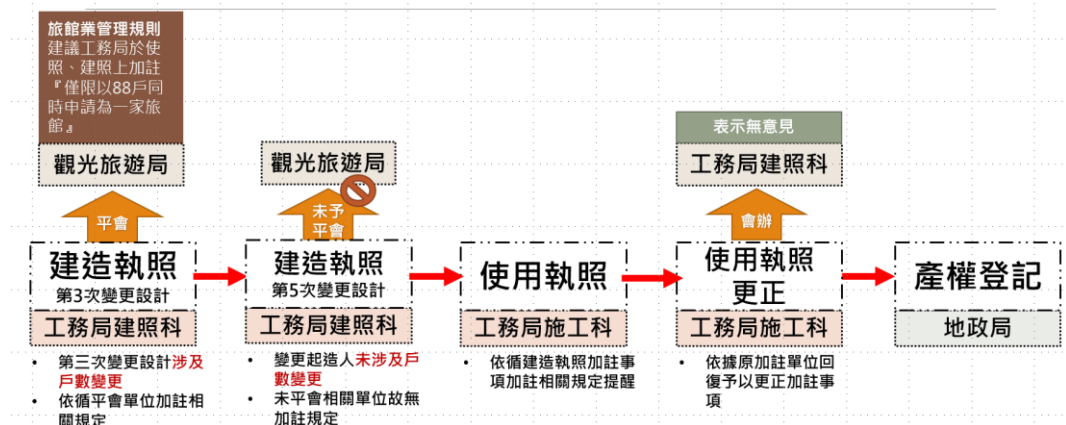 旅館業管理規則
建議工務局於使
照、建照上加註
『僅限以88戶同
時申請為一家旅
館』
觀光旅遊局
平會
建造執照
第3次變更設計
工務局建照科
• 第三次變更設計涉及
戶數變更
• 依循平會單位加註相
關規定
觀光旅遊局
未予
平會
建造執照
第5次變更設計
工務局建照科
• 變更起造人未涉及戶
數變更
• 未平會相關單位故無
加註規定
使用執照
工務局施工科
• 依循建造執照加註事
項加註相關規定提醒
表示無意見
工務局建照科
會辦
使用執照
更正
工務局施工科
• 依據原加註單位回
復予以更正加註事
項
產權登記
地政局